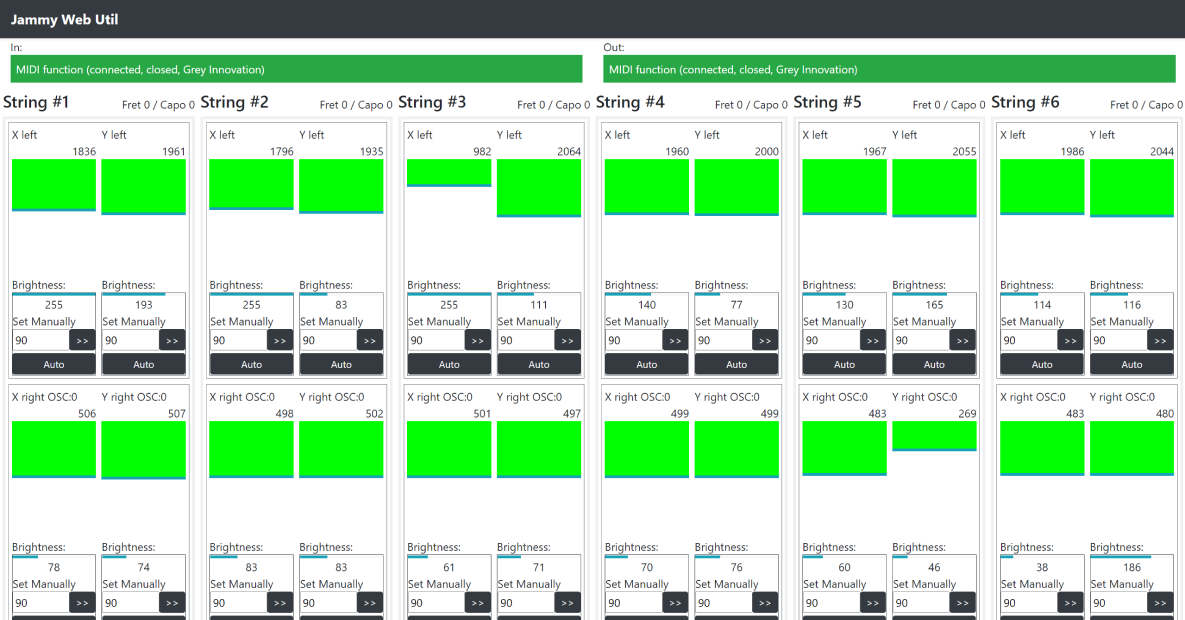 Jammy Web Util
In: Out:
MIDI function (connected, closed, Grey Innovation) MIDI function (connected, closed, Grey Innovation)
String #1 Fret 0 / Capo 0 String #2 Fret 0 / Capo 0 String #3 Fret 0 / Capo 0 String #4 Fret 0 / Capo 0 String #5 Fret 0 / Capo 0 String #6 Fret 0 / Capo 0
X left Y left X left Y left X left Y left X left Y left X left Y left X left Y left
1836 1961 1796 1935 982 2064 1960 2000 1967 2055 1986 2044
Brightness: Brightness: Brightness: Brightness: Brightness: Brightness: Brightness: Brightness: Brightness: Brightness: Brightness: Brightness:
255 193 255 83 255 111 140 77 130 165 114 116
Set Manually Set Manually Set Manually Set Manually Set Manually Set Manually Set Manually Set Manually Set Manually Set Manually Set Manually Set Manually
90 >> 90 >> 90 >> 90 >> 90 >> 90 >> 90 >> 90 >> 90 >> 90 >> 90 >> 90 >>
Auto Auto Auto Auto Auto Auto Auto Auto Auto Auto Auto Auto
X right OSC:0 Y right OSC:0 X right OSC:0 Y right OSC:0 X right OSC:0 Y right OSC:0 X right OSC:0 Y right OSC:0 X right OSC:0 Y right OSC:0 X right OSC:0 Y right OSC:0
506 507 498 502 501 497 499 499 483 269 483 480
Brightness: Brightness: Brightness: Brightness: Brightness: Brightness: Brightness: Brightness: Brightness: Brightness: Brightness: Brightness:
78 74 83 83 61 71 70 76 60 46 38 186
Set Manually Set Manually Set Manually Set Manually Set Manually Set Manually Set Manually Set Manually Set Manually Set Manually Set Manually Set Manually
90 >> 90 >> 90 >> 90 >> 90 >> 90 >> 90 >> 90 >> 90 >> 90 >> 90 >> 90 >>